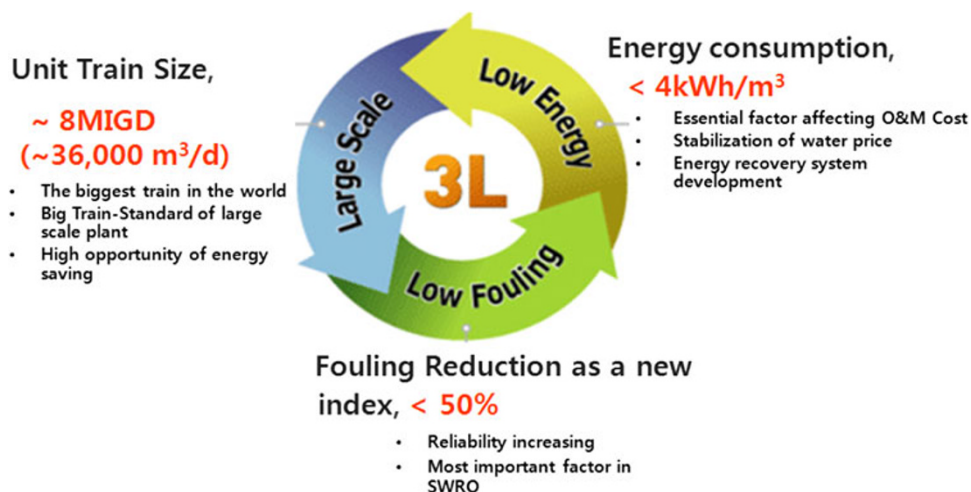 Unit Train Size,
~ 8MIGD
(~36,000 m³/d)
• The biggest train in the world
• Big Train-Standard of large
scale plant
• High opportunity of energy
saving
Large Scale
Low Energy
3L
Low Fouling
Energy consumption,
< 4kWh/m³
• Essential factor affecting O&M Cost
• Stabilization of water price
• Energy recovery system
development
Fouling Reduction as a new
index, < 50%
• Reliability increasing
• Most important factor in
SWRO